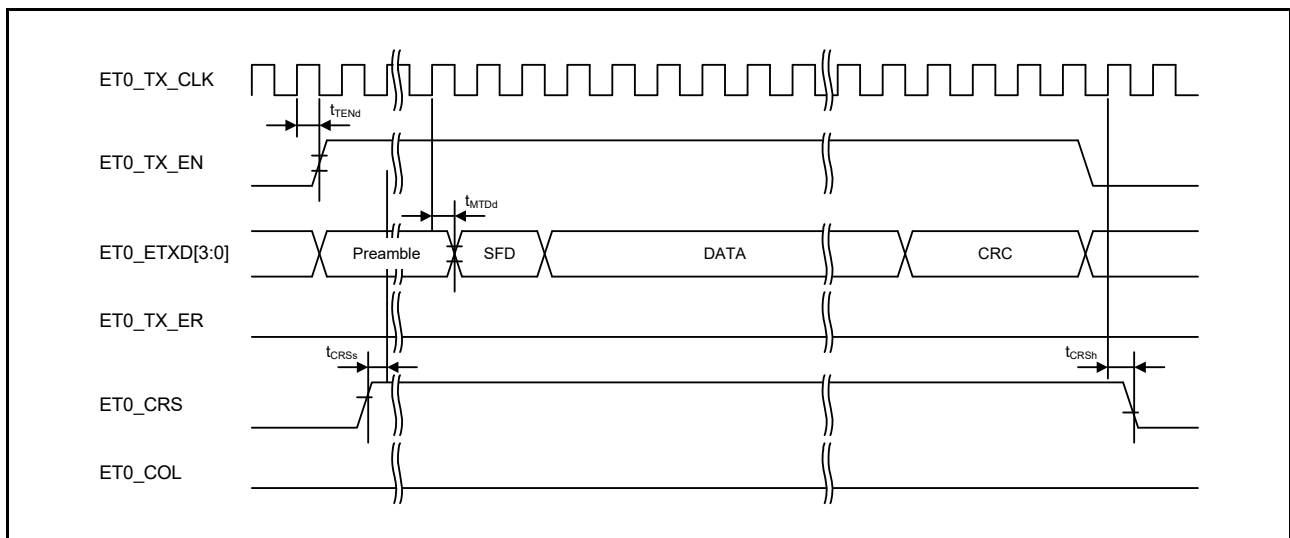 ET0_TX_CLK
tTENd
ET0_TX_EN
tMTDd
ET0_ETXD[3:0]
Preamble
SFD
DATA
CRC
ET0_TX_ER
tCRSs
tCRSh
ET0_CRS
ET0_COL